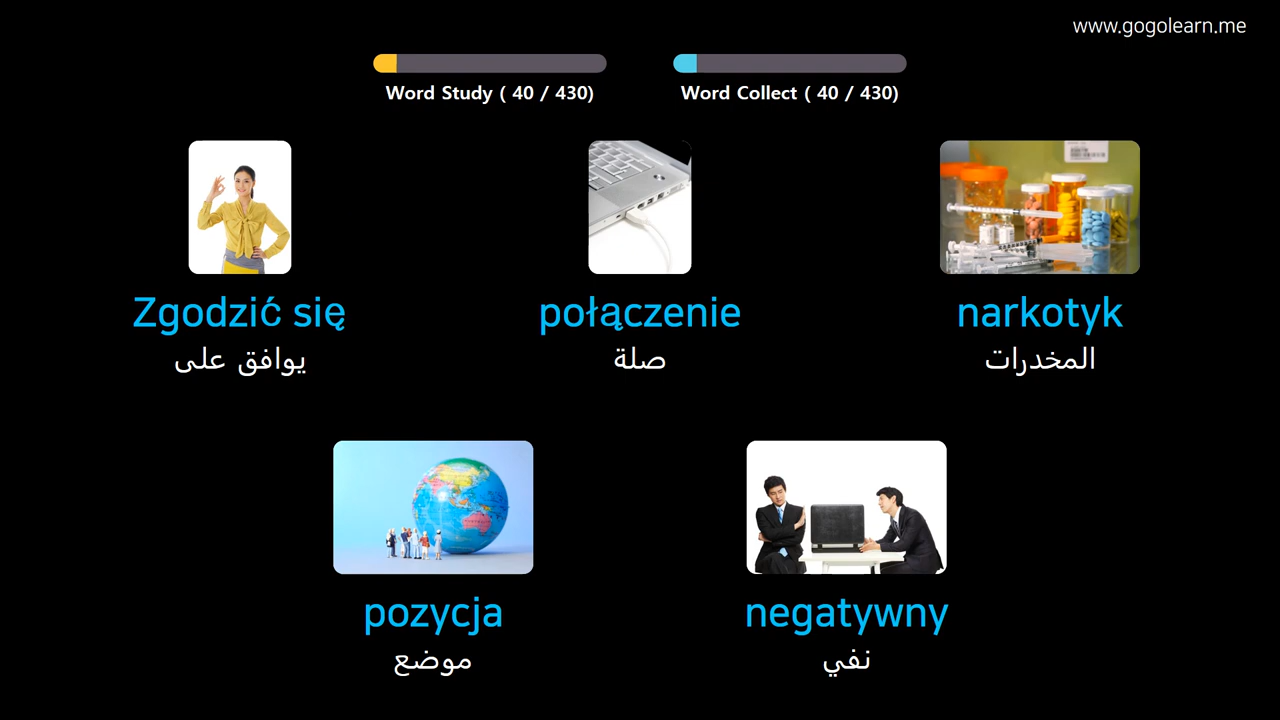 www.gogolearn.me
Word Study ( 40 / 430)
Word Collect ( 40 / 430)
Zgodzić się
يوافق على
połączenie
صلة
narkotyk
المخدرات
pozycja
موضع
negatywny
نفي